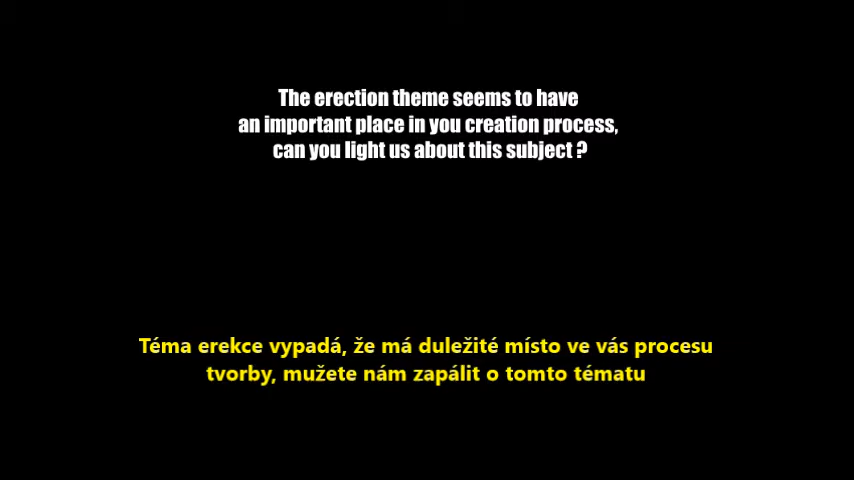 The erection theme seems to have
an important place in you creation process,
can you light us about this subject ?
Téma erekce vypadá, že má duležité místo ve vás procesu
tvorby, mužete nám zapálit o tomto tématu